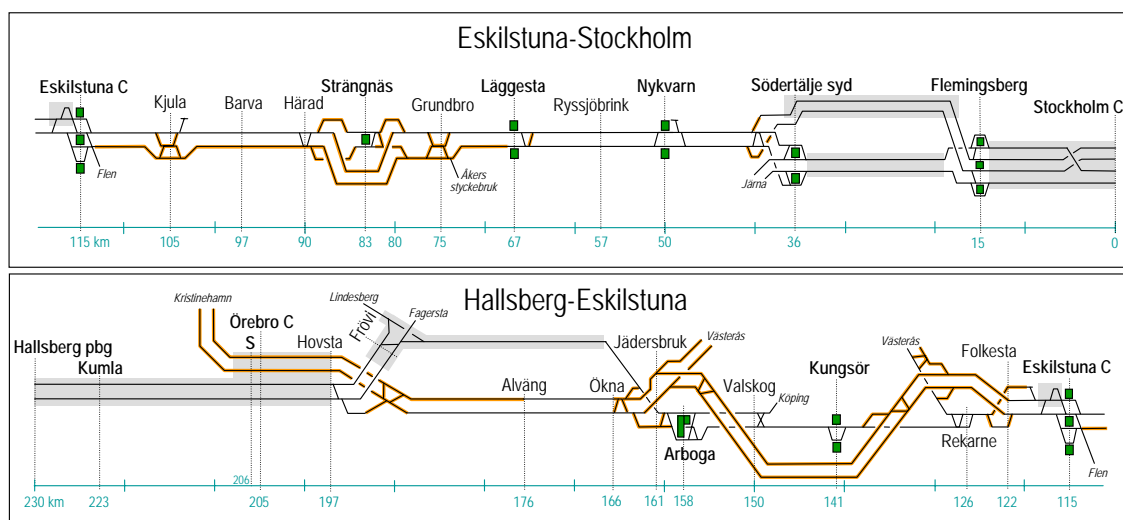 Eskilstuna-Stockholm
Eskilstuna C
Kjula
Barva
Härad
Strängnäs
Grundbro
Läggesta
Ryssjöbrink
Nykvarn
Södertälje syd
Flemingsberg
Stockholm C
Flen
Åkers
styckebruk
Järna
115 km
105
97
90
83
80
75
67
57
50
36
15
0
Hallsberg-Eskilstuna
Kristinehamn
Lindesberg
Fagersta
Frövi
Hallsberg pbg
Kumla
Örebro C
S
Hovsta
Alväng
Ökna
Jädersbruk
Västerås
Arboga
Valskog
Köping
Kungsör
Västerås
Folkesta
Rekarne
Eskilstuna C
Flen
230 km
223
206
205
197
176
166
161
158
150
141
126
122
115